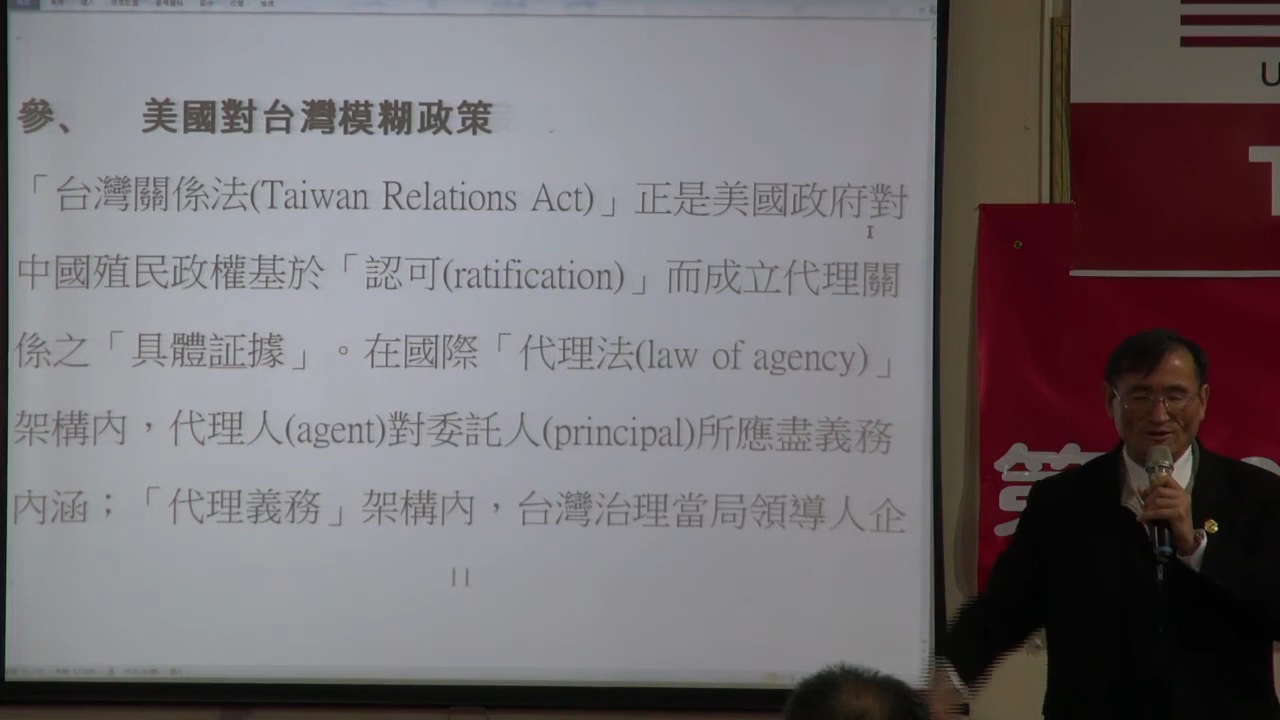 參、 美國對台灣模糊政策
「台灣關係法(Taiwan Relations Act)」正是美國政府對
中國殖民政權基於「認可(ratification)」而成立代理關
係之「具體証據」。在國際「代理法(law of agency)」
架構內，代理人(agent)對委託人(principal)所應盡義務
內涵；「代理義務」架構內，台灣治理當局領導人企
11
U
T
第